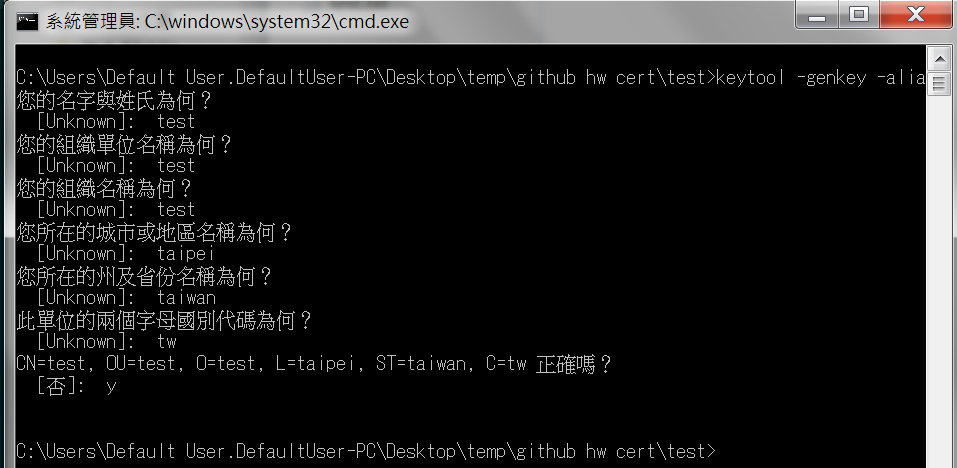 系統管理員: C:\windows\system32\cmd.exe
C:\Users\Default User.DefaultUser-PC\Desktop\temp\github hw cert\test>keytool -genkey -alia
您的名字與姓氏為何？
[Unknown]:  test
您的組織單位名稱為何？
[Unknown]:  test
您的組織名稱為何？
[Unknown]:  test
您所在的城市或地區名稱為何？
[Unknown]:  taipei
您所在的州及省份名稱為何？
[Unknown]:  taiwan
此單位的兩個字母國別代碼為何？
[Unknown]:  tw
CN=test, OU=test, O=test, L=taipei, ST=taiwan, C=tw 正確嗎？
[否]:  y
C:\Users\Default User.DefaultUser-PC\Desktop\temp\github hw cert\test>